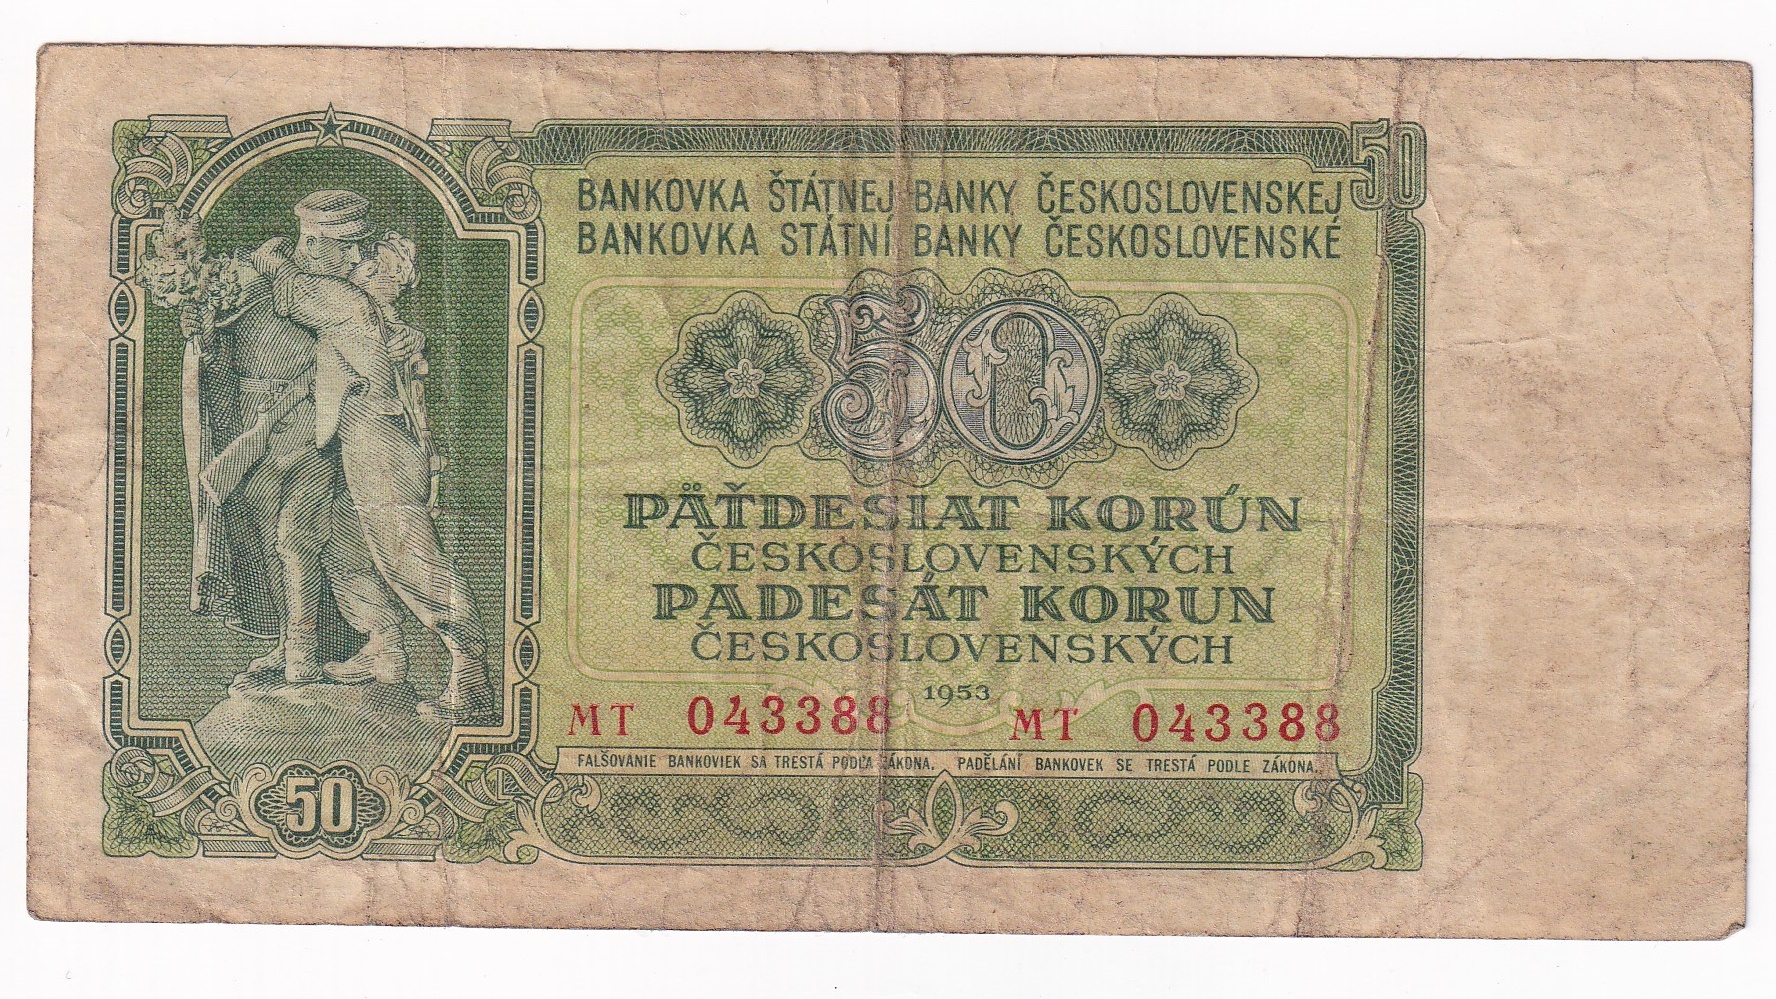 50
BANKOVKA ŠTÁTNEJ BANKY ČESKOSLOVENSKEJ
BANKOVKA STÁTNÍ BANKY ČESKOSLOVENSKÉ
50
PÄŤDESIAT KORÚN
ČESKOSLOVENSKÝCH
PADESÁT KORUN
ČESKOSLOVENSKÝCH
1953
MT 043388 MT 043388
FALŠOVANIE BANKOVIEK SA TRESTÁ PODĽA ZÁKONA. PADĚLÁNÍ BANKOVEK SE TRESTÁ PODLE ZÁKONA.
50